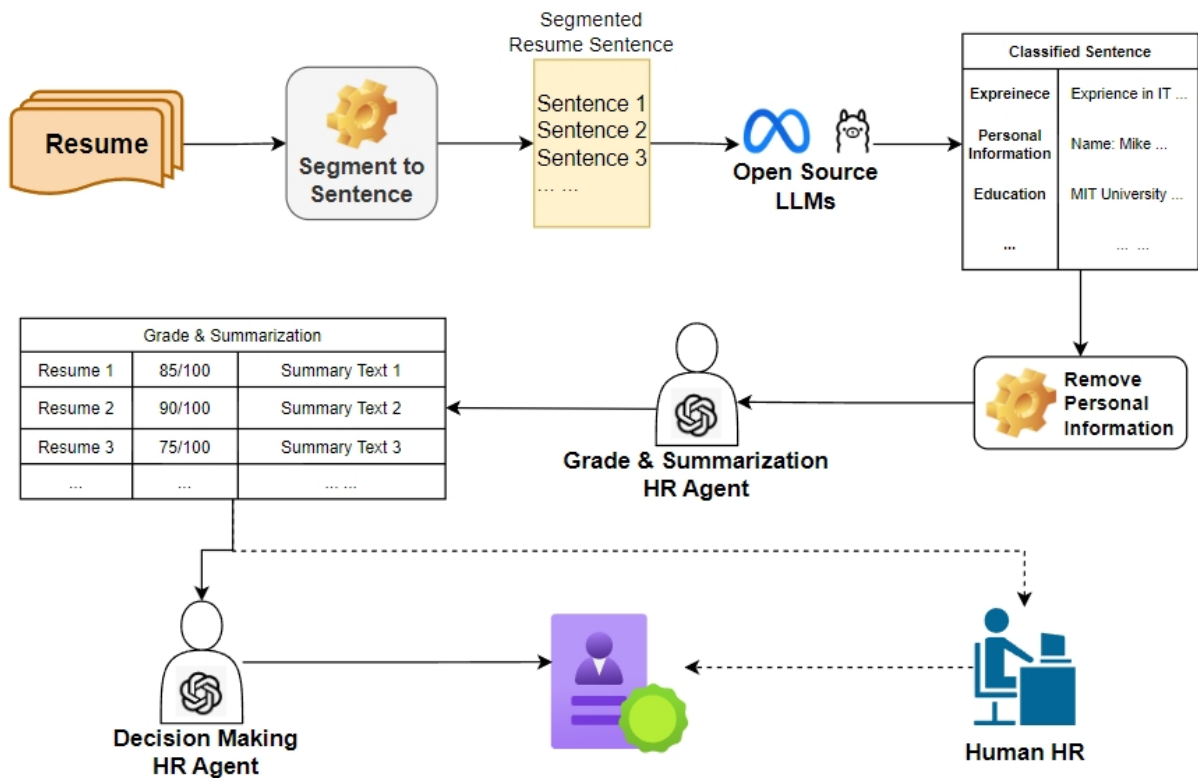 Segmented
Resume Sentence
Resume
Segment to
Sentence
Sentence 1
Sentence 2
Sentence 3
... ...
Open Source
LLMs
Classified Sentence
Expreinece
Exprience in IT ...
Personal
Information
Name: Mike ...
Education
MIT University ...
...
... ...
Remove
Personal
Information
Grade & Summarization
HR Agent
Grade & Summarization
Resume 1 85/100 Summary Text 1
Resume 2 90/100 Summary Text 2
Resume 3 75/100 Summary Text 3
... ... ... ...
Decision Making
HR Agent
Human HR